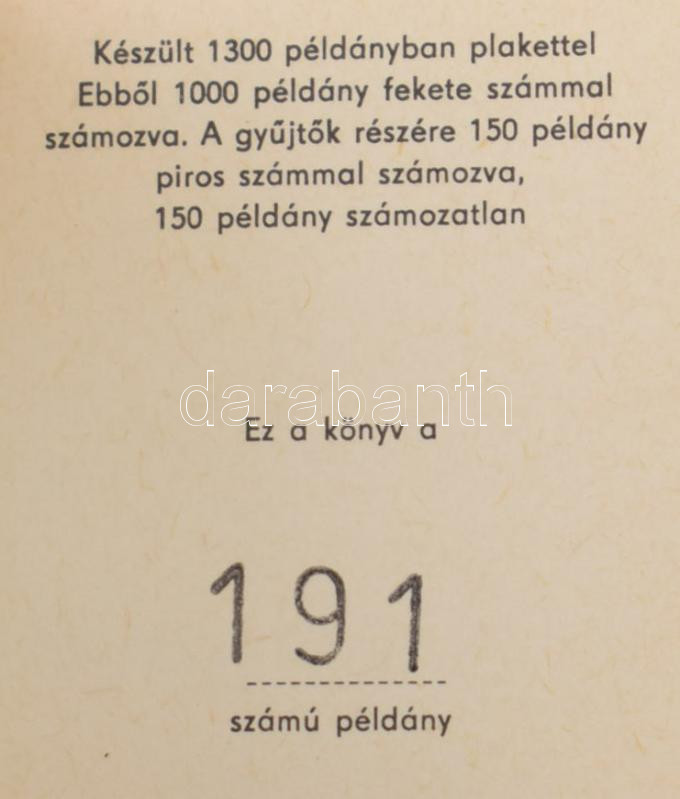 Készült 1300 példányban plakettel
Ebből 1000 példány fekete számmal
számozva. A gyűjtők részére 150 példány
piros számmal számozva,
150 példány számozatlan
darabanth
Ez a könyv a
191
számú példány